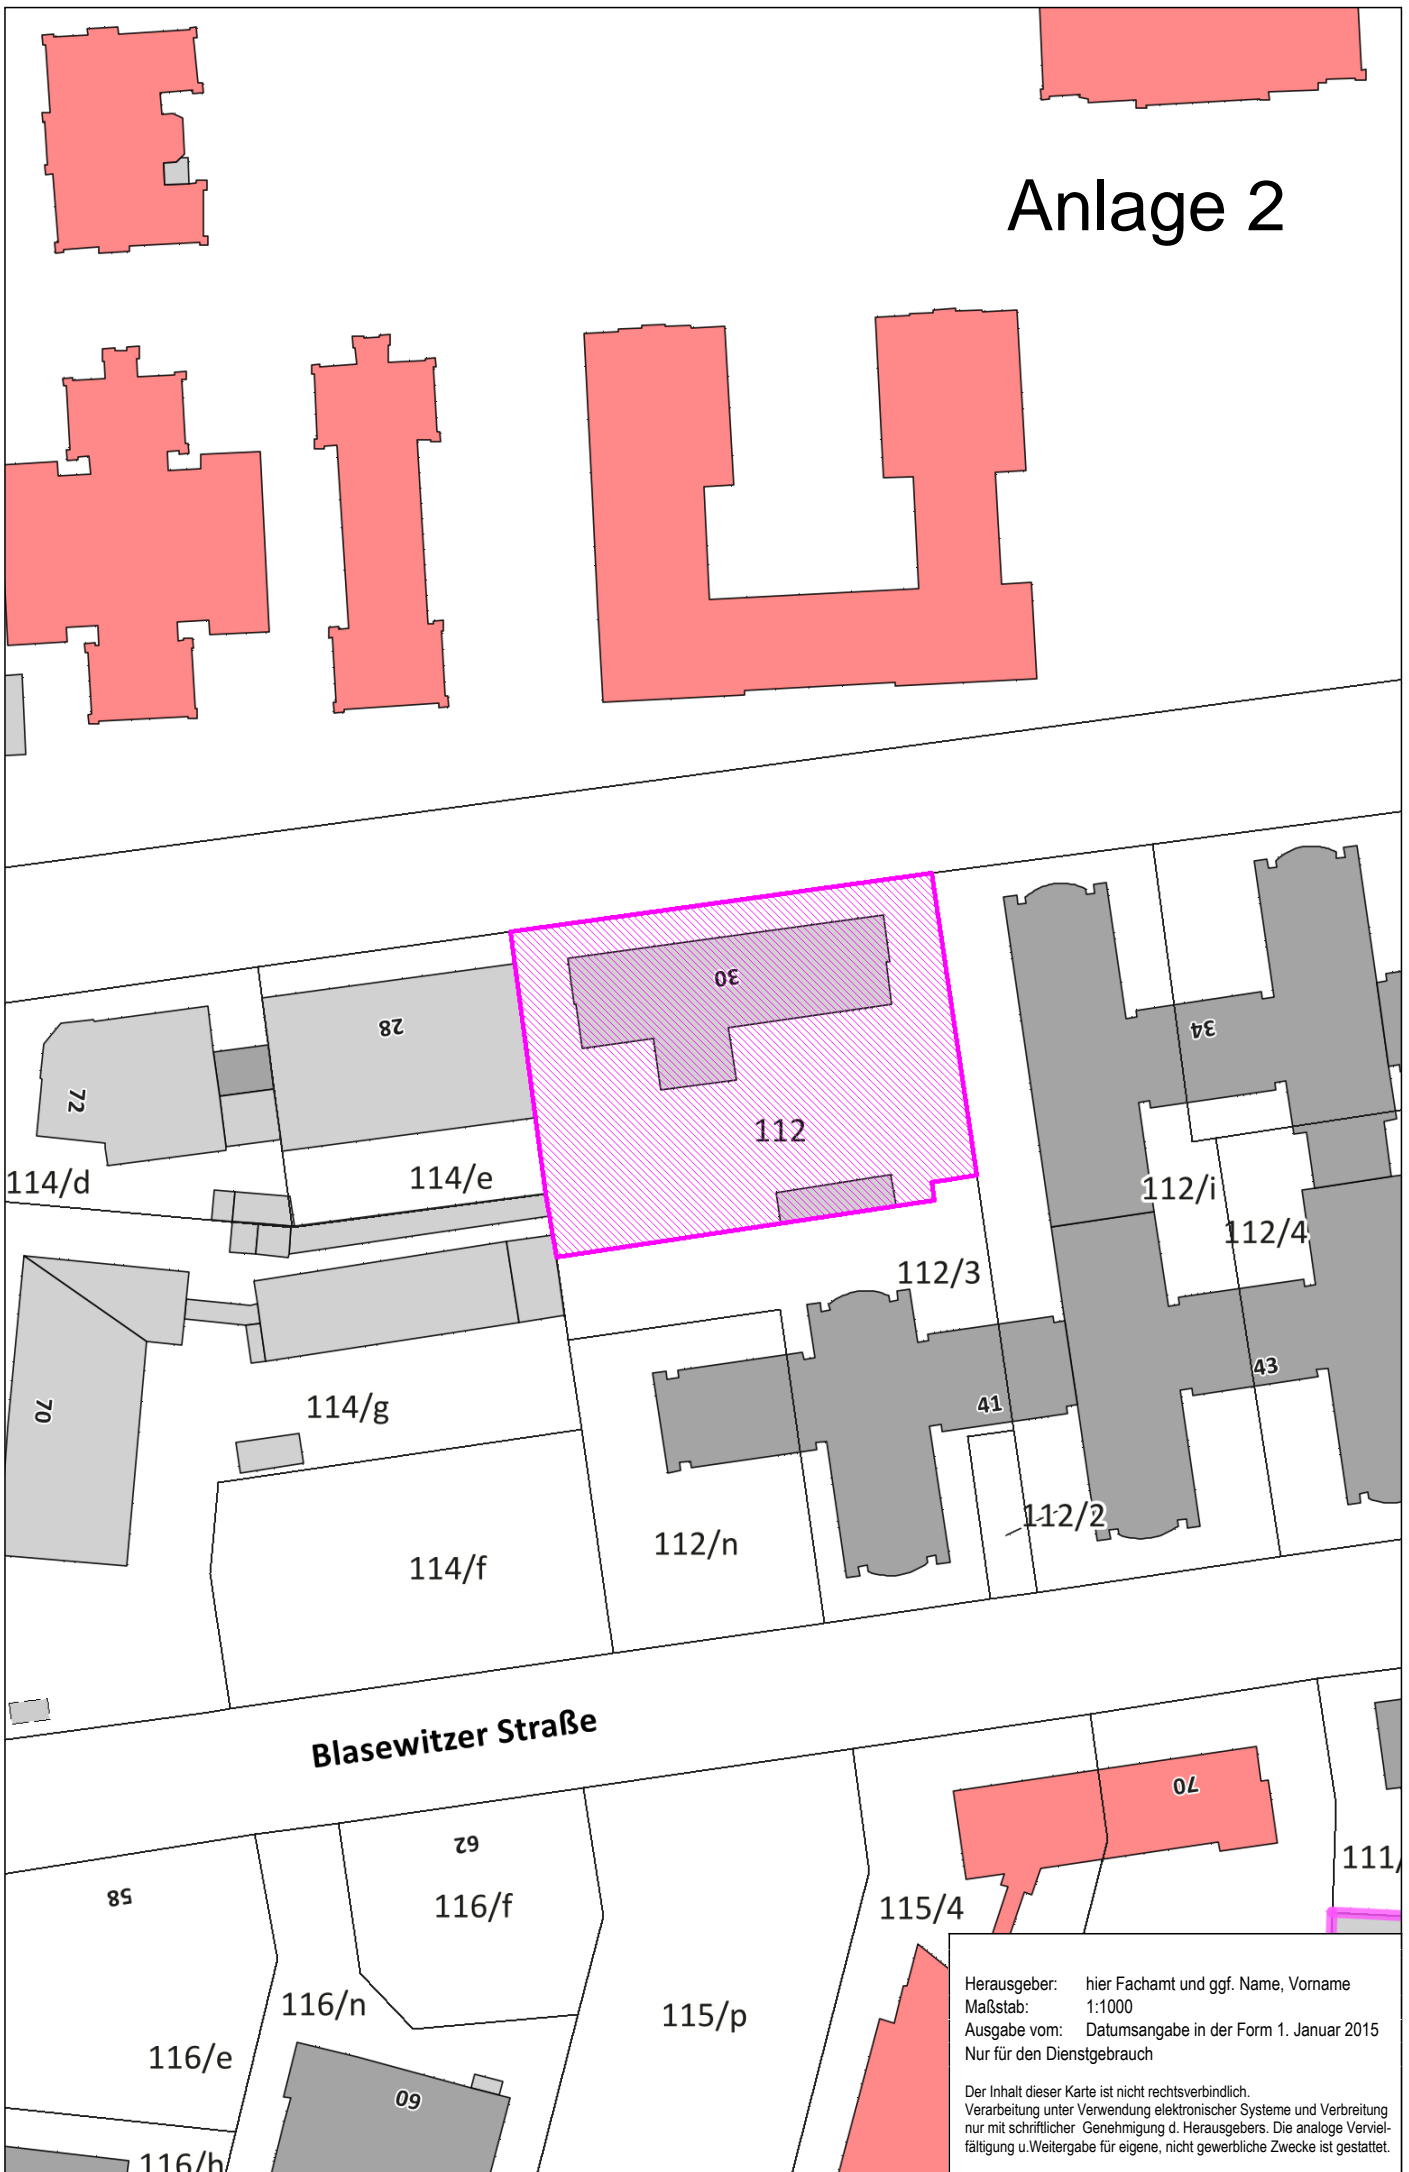 Anlage 2
30
28
34
72
112
114/d
114/e
112/i
112/4
112/3
43
41
70
114/g
112/2
112/n
114/f
Blasewitzer Straße
70
62
111/
58
116/f
115/4
116/n
115/p
116/e
60
116/h
Herausgeber: hier Fachamt und ggf. Name, Vorname
Maßstab: 1:1000
Ausgabe vom: Datumsangabe in der Form 1. Januar 2015
Nur für den Dienstgebrauch
Der Inhalt dieser Karte ist nicht rechtsverbindlich.
Verarbeitung unter Verwendung elektronischer Systeme und Verbreitung
nur mit schriftlicher Genehmigung d. Herausgebers. Die analoge Verviel-
fältigung u.Weitergabe für eigene, nicht gewerbliche Zwecke ist gestattet.